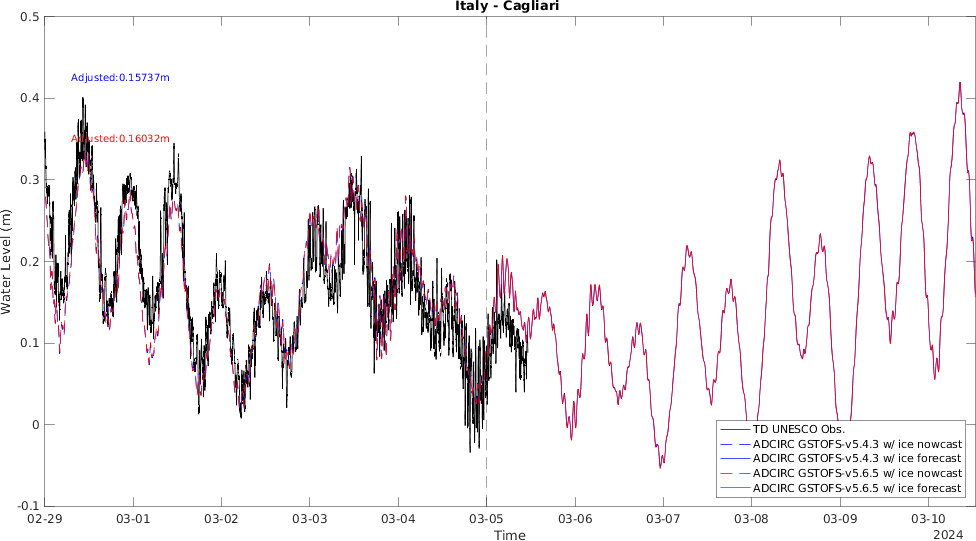 Italy - Cagliari
0.5
0.4
0.3
0.2
0.1
0
-0.1
Water Level (m)
Adjusted:0.15737m
Adjusted:0.16032m
TD UNESCO Obs.
ADCIRC GSTOFS-v5.4.3 w/ ice nowcast
ADCIRC GSTOFS-v5.4.3 w/ ice forecast
ADCIRC GSTOFS-v5.6.5 w/ ice nowcast
ADCIRC GSTOFS-v5.6.5 w/ ice forecast
02-29 03-01 03-02 03-03 03-04 03-05 03-06 03-07 03-08 03-09 03-10
Time
2024